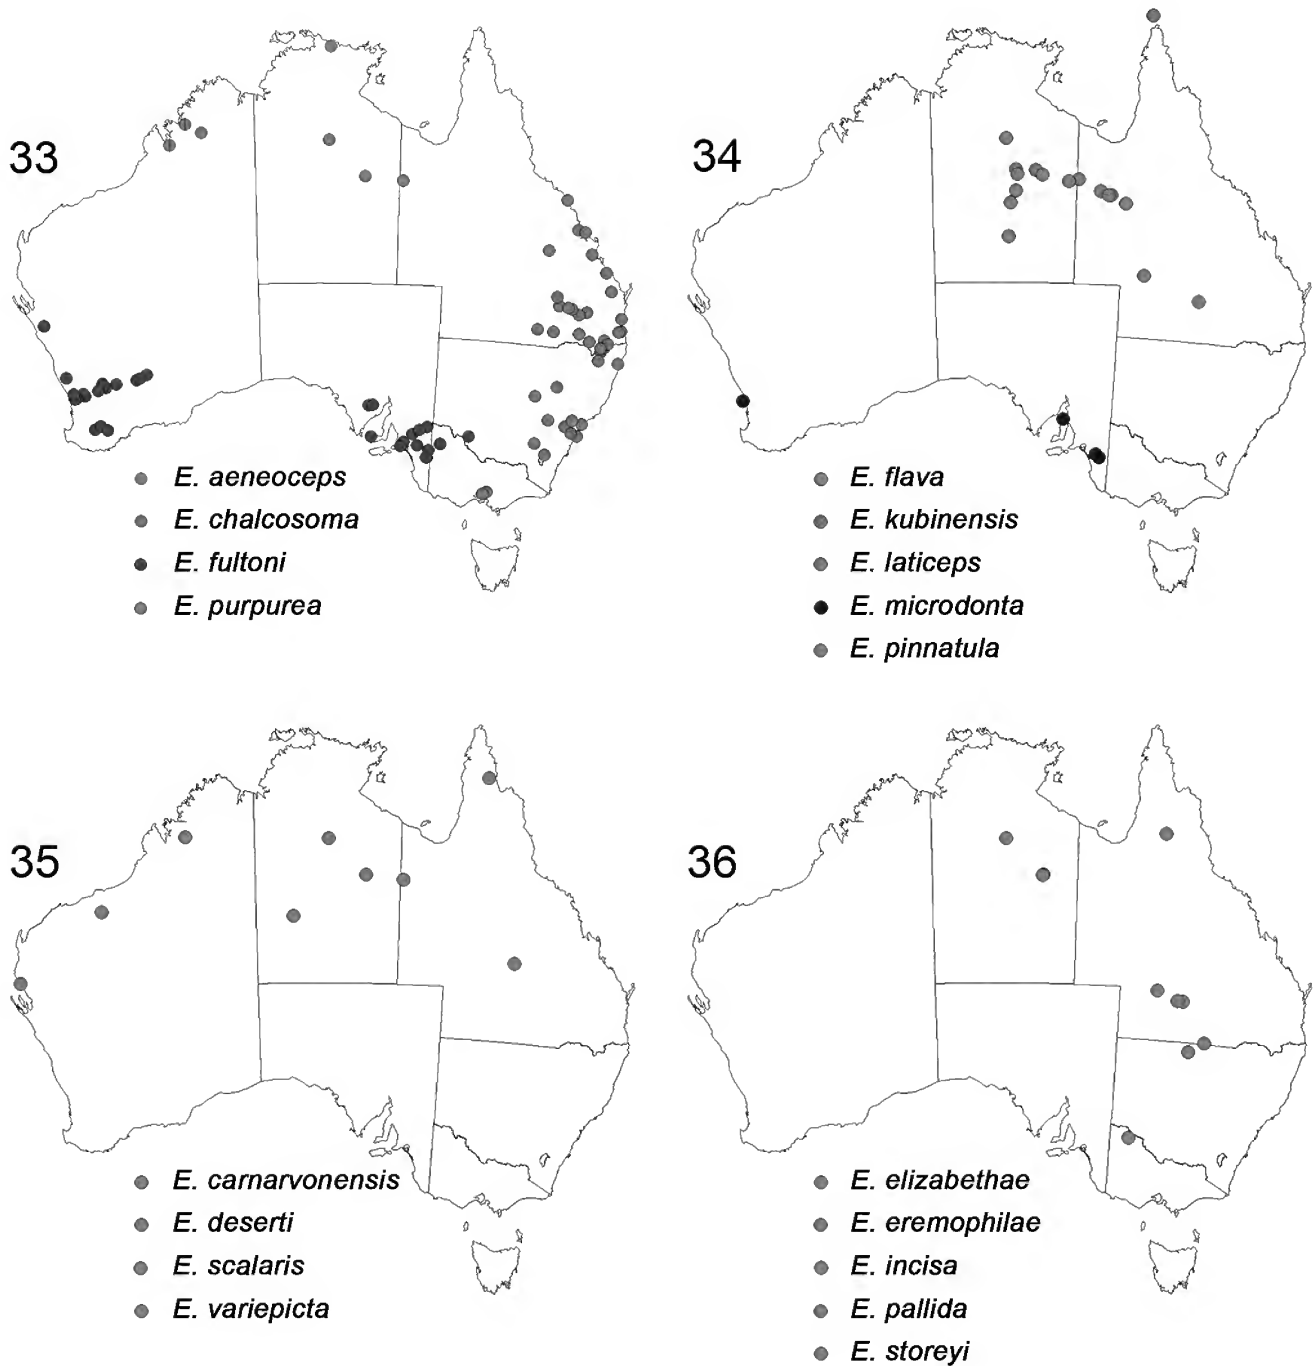 33
E. aeneoceps
E. chalcosoma
E. fultoni
E. purpurea
34
E. flava
E. kubinensis
E. laticeps
E. microdonta
E. pinnatula
35
E. carnarvonensis
E. deserti
E. scalaris
E. variepicta
36
E. elizabethae
E. eremophilae
E. incisa
E. pallida
E. storeyi